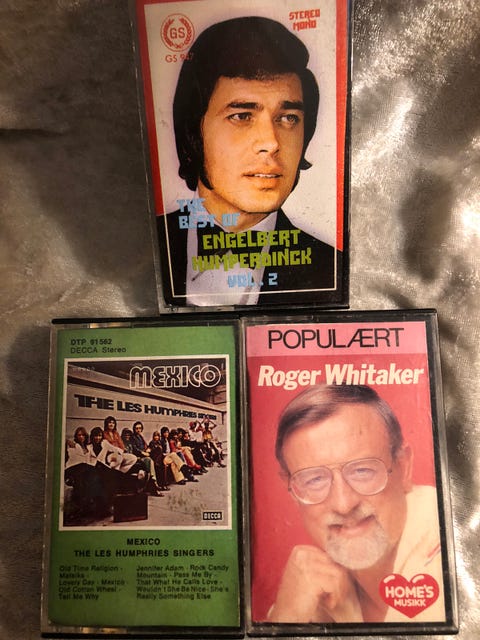 GS
STEREO
MONO
THE
BEST OF
ENGELBERT
HUMPERDINCK
VOL. 2
DTP 91562
DECCA Stereo
MEXICO
THE LES HUMPHRIES SINGERS
DECCA
MEXICO
THE LES HUMPHRIES SINGERS
Old Time Religion -
Lovely Day - Mexico
Old Cotton Wheel -
Tell Me Why
Jennifer Adam - Rock Candy
Mountain - Pass Me By -
That What He Calls Love -
Wouldn't She Be Nice - She's
Really Something Else
POPULÆRT
Roger Whitaker
HOME'S
MUSIKK